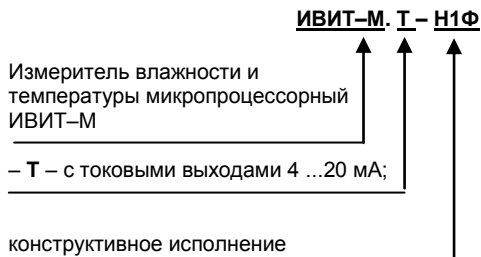 ИВИТ–М. Т – Н1Ф
Измеритель влажности и
температуры микропроцессорный
ИВИТ–М
– Т – с токовыми выходами 4 ...20 мА;
конструктивное исполнение